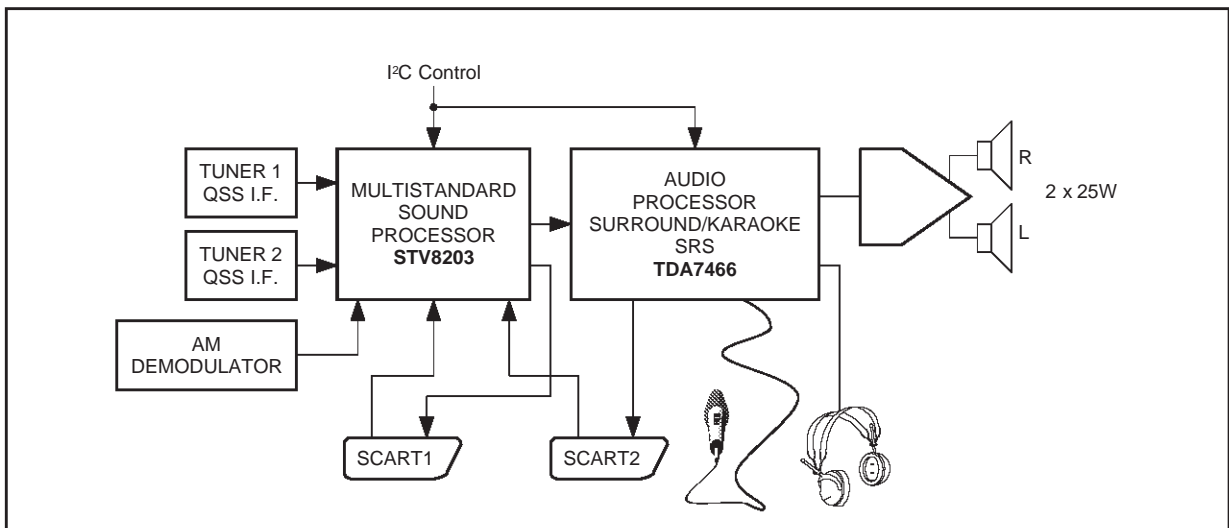 I²C Control
TUNER 1
QSS I.F.
TUNER 2
QSS I.F.
AM
DEMODULATOR
MULTISTANDARD
SOUND
PROCESSOR
STV8203
AUDIO
PROCESSOR
SURROUND/KARAOKE
SRS
TDA7466
R
L
2 x 25W
SCART1
SCART2